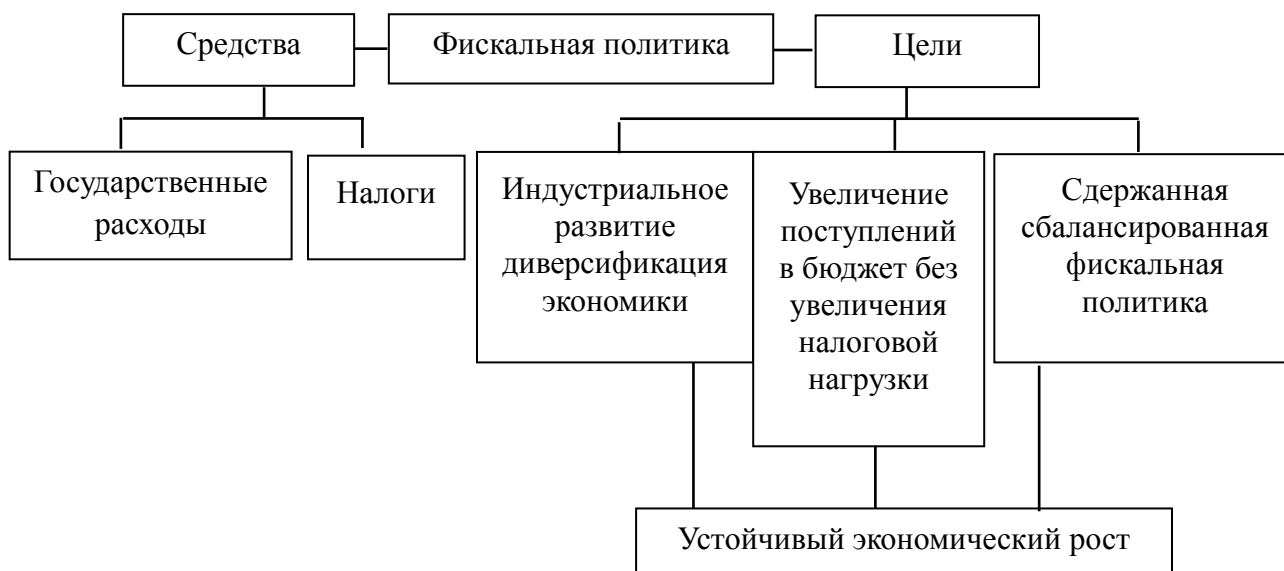 Средства
Фискальная политика
Цели
Государственные
расходы
Налоги
Индустриальное
развитие
диверсификация
экономики
Увеличение
поступлений
в бюджет без
увеличения
налоговой
нагрузки
Сдержанная
сбалансированная
фискальная
политика
Устойчивый экономический рост